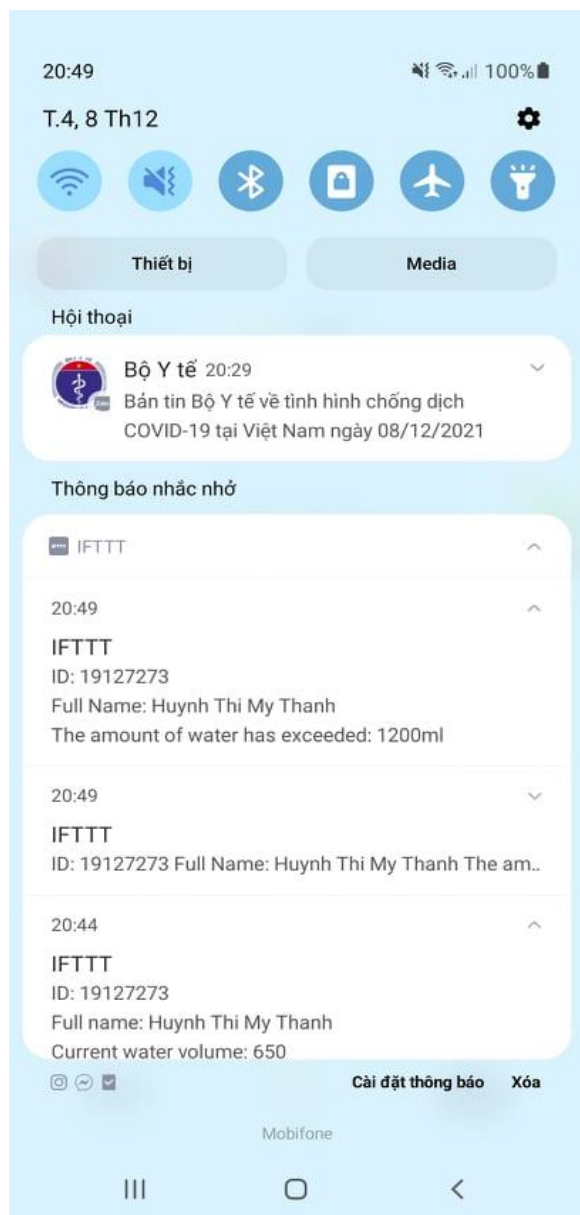 20:49
100%
T.4, 8 Th12
Thiết bị
Media
Hội thoại
Bộ Y tế 20:29
Bản tin Bộ Y tế về tình hình chống dịch
COVID-19 tại Việt Nam ngày 08/12/2021
Thông báo nhắc nhở
IFTTT
20:49
IFTTT
ID: 19127273
Full Name: Huynh Thi My Thanh
The amount of water has exceeded: 1200ml
20:49
IFTTT
ID: 19127273 Full Name: Huynh Thi My Thanh The am..
20:44
IFTTT
ID: 19127273
Full name: Huynh Thi My Thanh
Current water volume: 650
Cài đặt thông báo Xóa
Mobifone